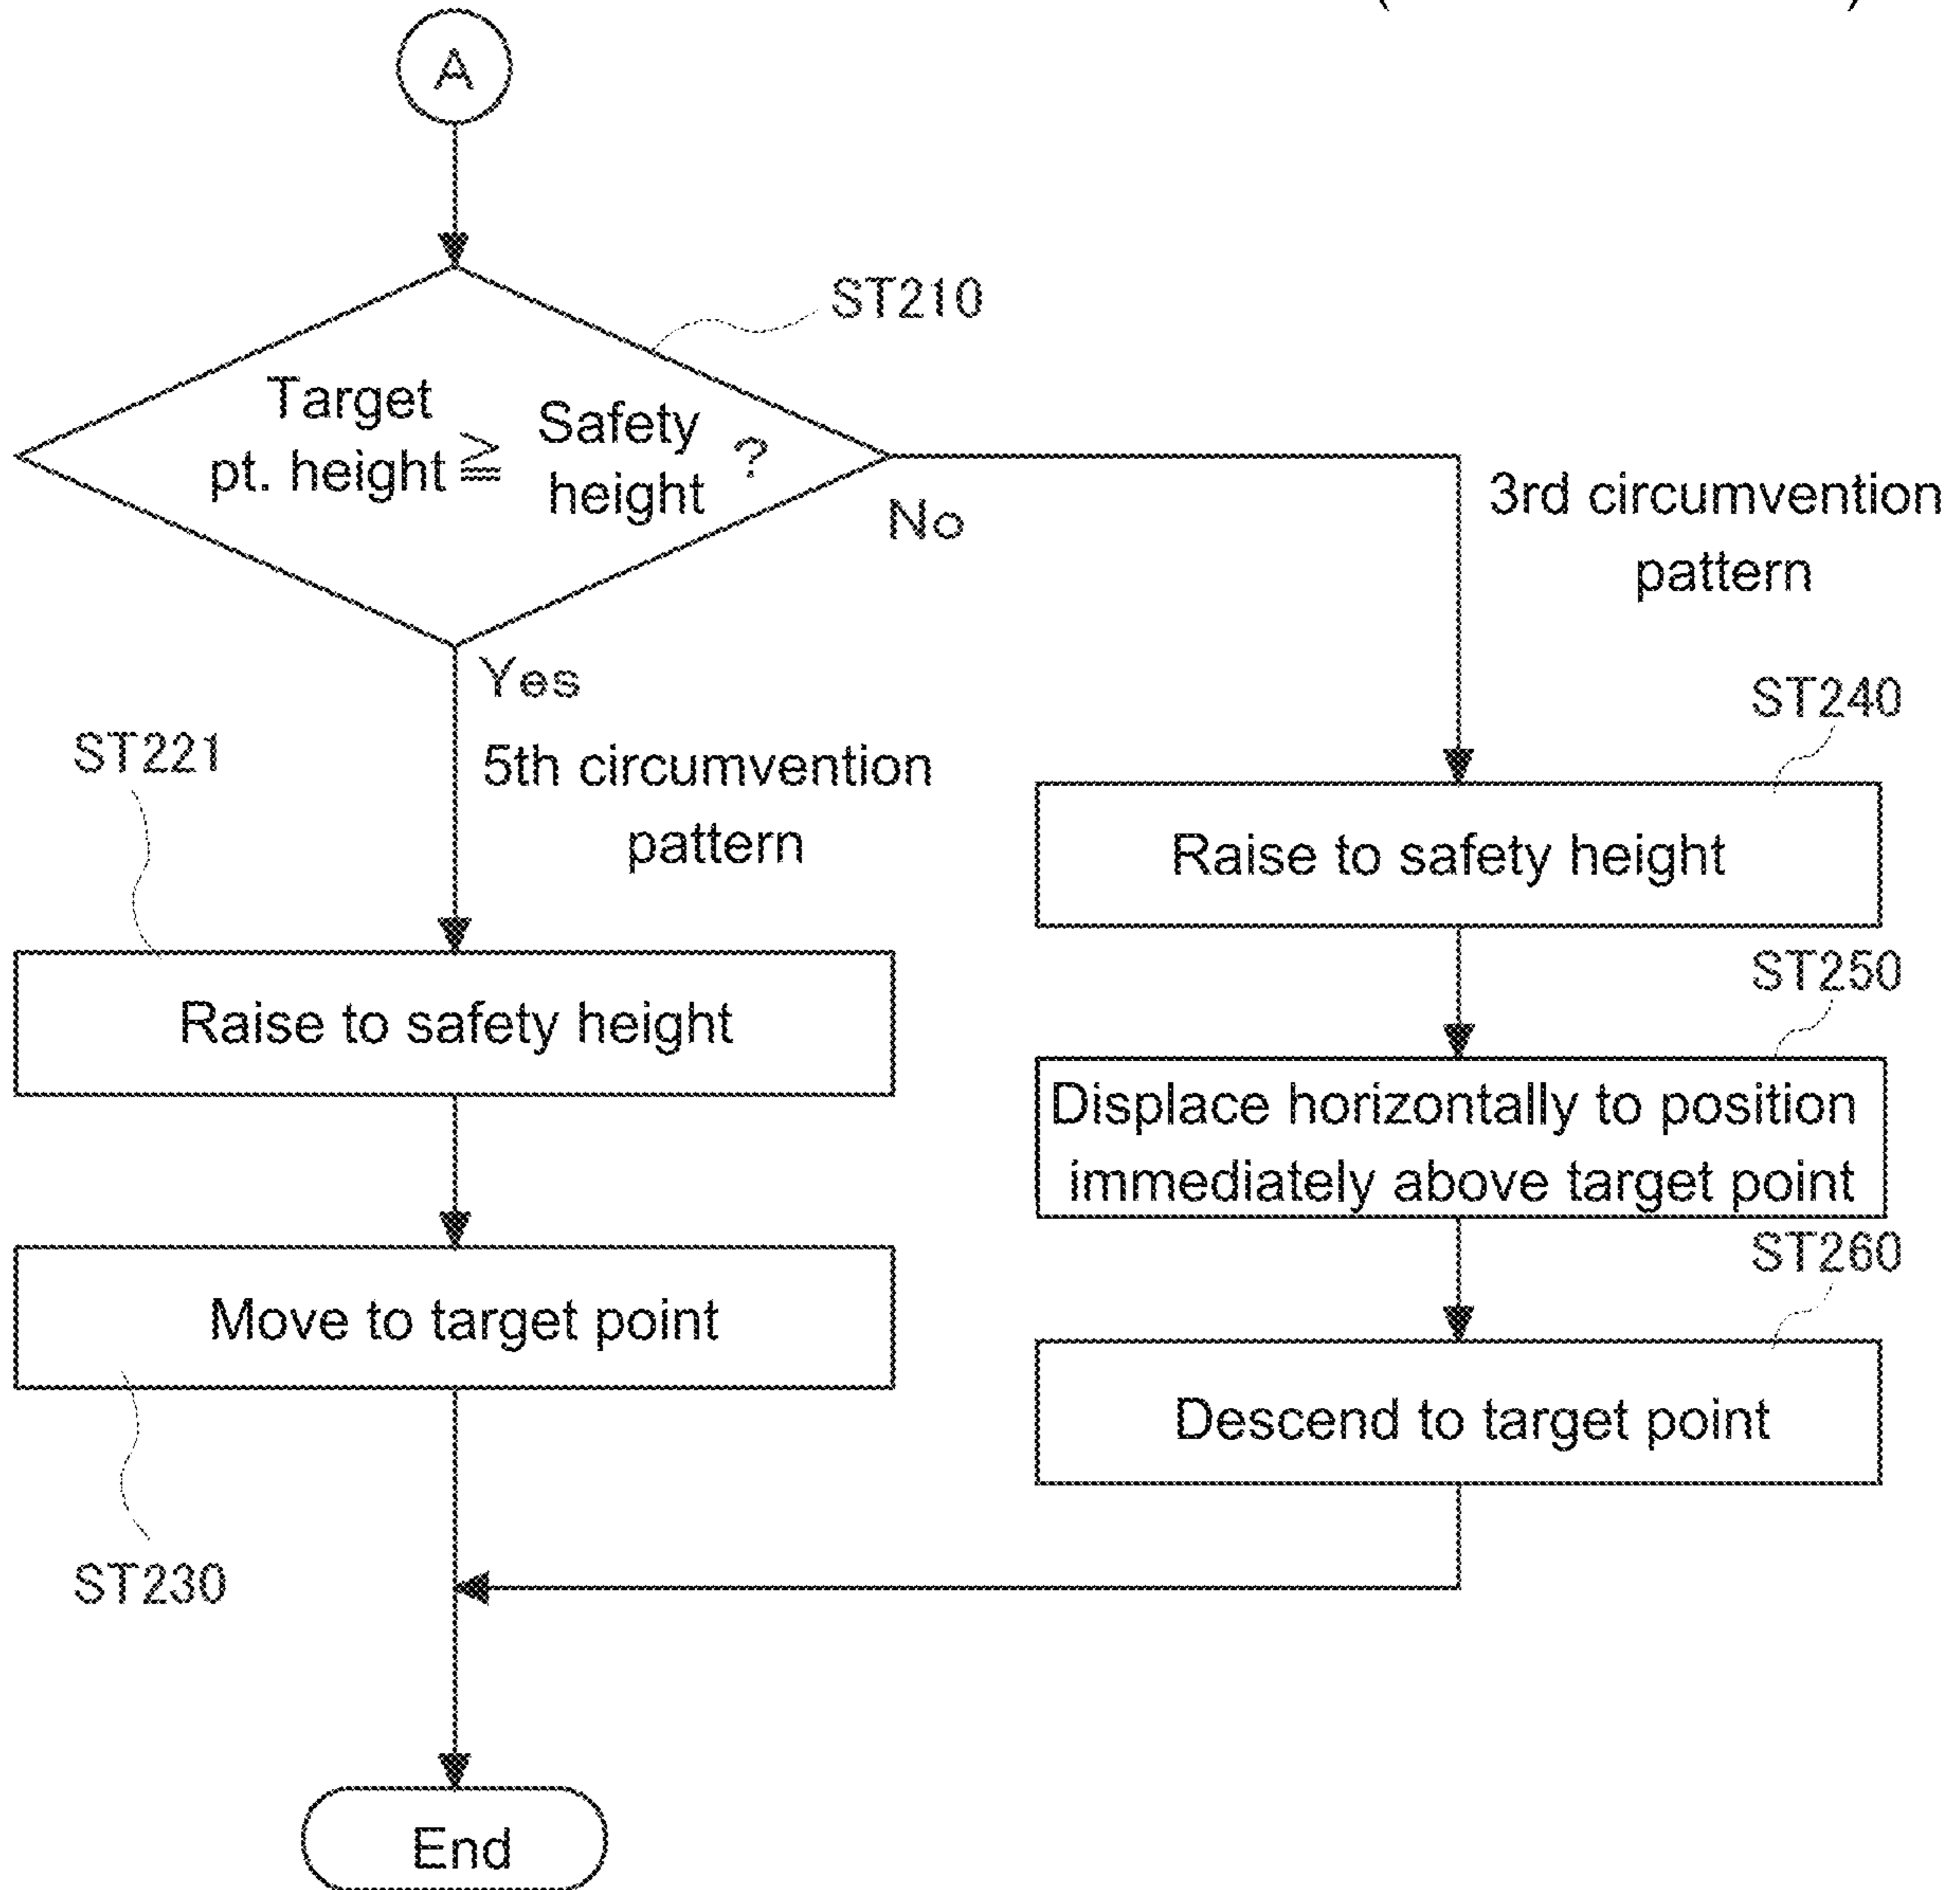 A
ST210
Target
pt. height ≧ Safety
height ?
No
3rd circumvention
pattern
Yes
ST221
5th circumvention
pattern
ST240
Raise to safety height
Raise to safety height
ST250
Displace horizontally to position
immediately above target point
Move to target point
ST260
Descend to target point
ST230
End